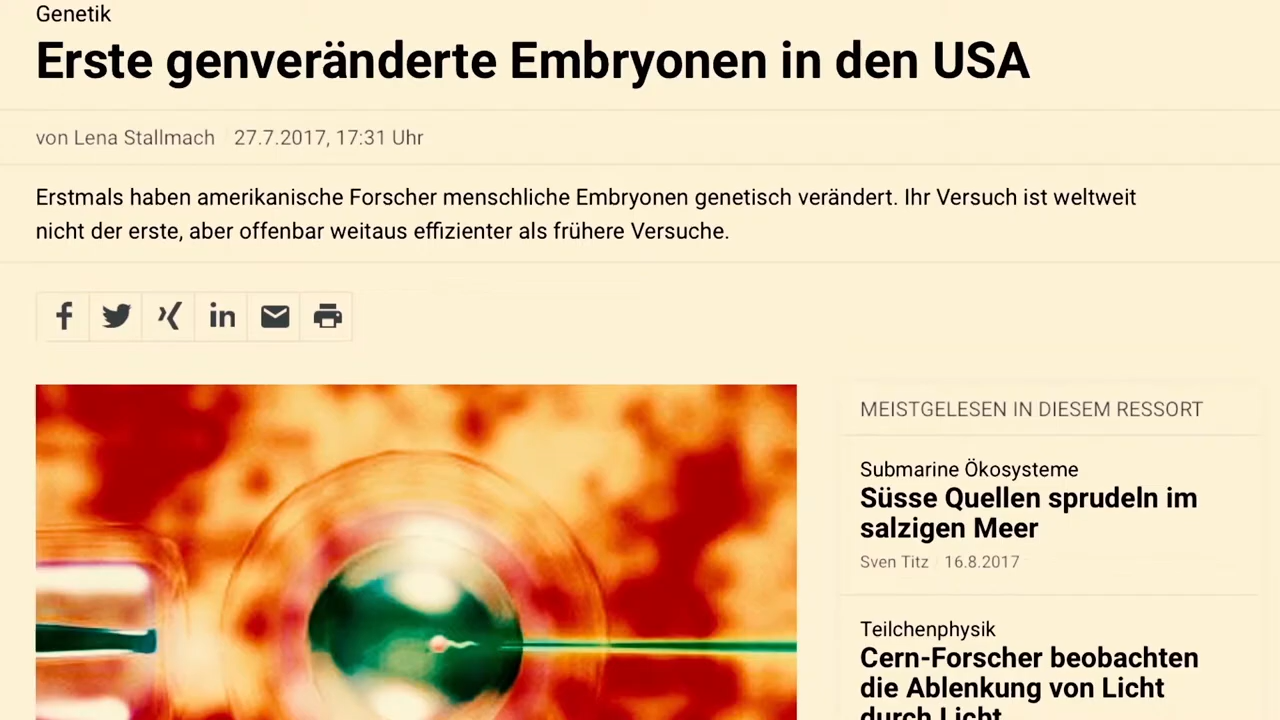 Genetik
Erste genveränderte Embryonen in den USA
von Lena Stallmach 27.7.2017, 17:31 Uhr
Erstmals haben amerikanische Forscher menschliche Embryonen genetisch verändert. Ihr Versuch ist weltweit
nicht der erste, aber offenbar weitaus effizienter als frühere Versuche.
MEISTGELESEN IN DIESEM RESSORT
Submarine Ökosysteme
Süsse Quellen sprudeln im
salzigen Meer
Sven Titz 16.8.2017
Teilchenphysik
Cern-Forscher beobachten
die Ablenkung von Licht
durch Licht